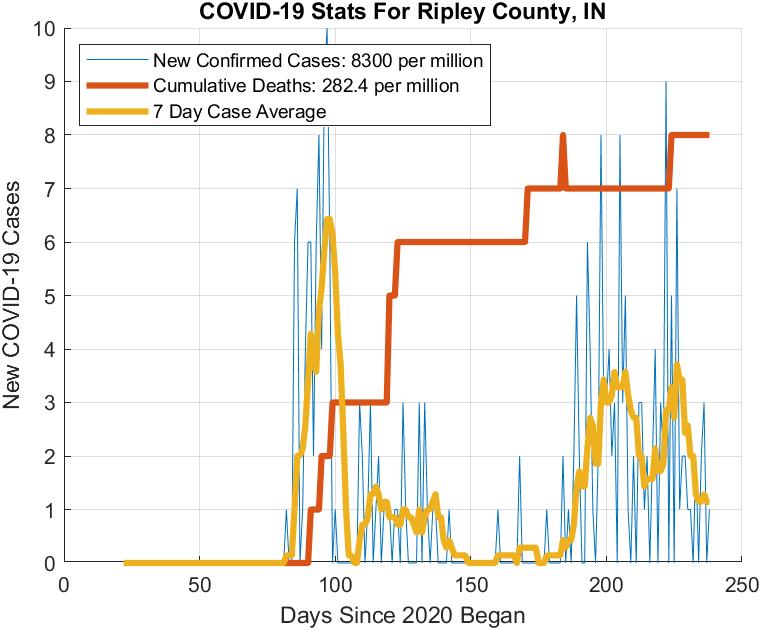 COVID-19 Stats For Ripley County, IN
New Confirmed Cases: 8300 per million
Cumulative Deaths: 282.4 per million
7 Day Case Average
New COVID-19 Cases
10
9
8
7
6
5
4
3
2
1
0
0 50 100 150 200 250
Days Since 2020 Began